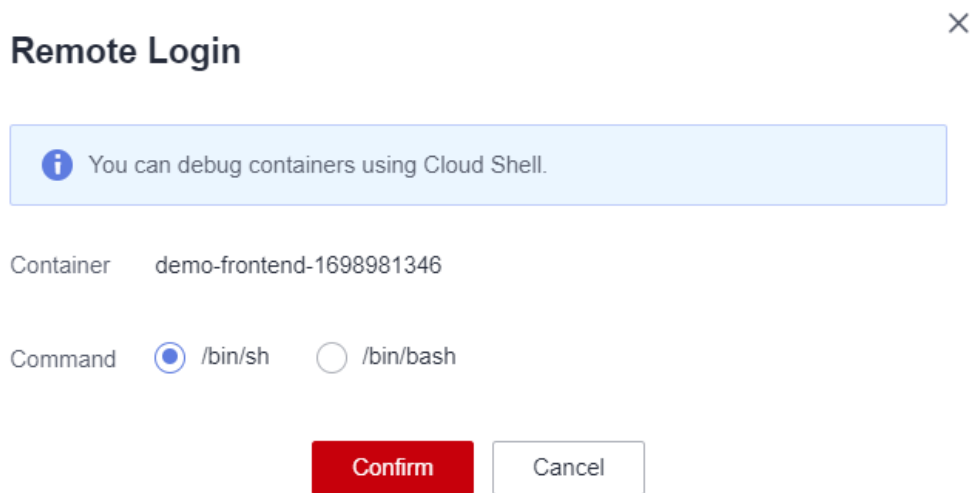 Remote Login
You can debug containers using Cloud Shell.
Container demo-frontend-1698981346
Command /bin/sh /bin/bash
Confirm Cancel